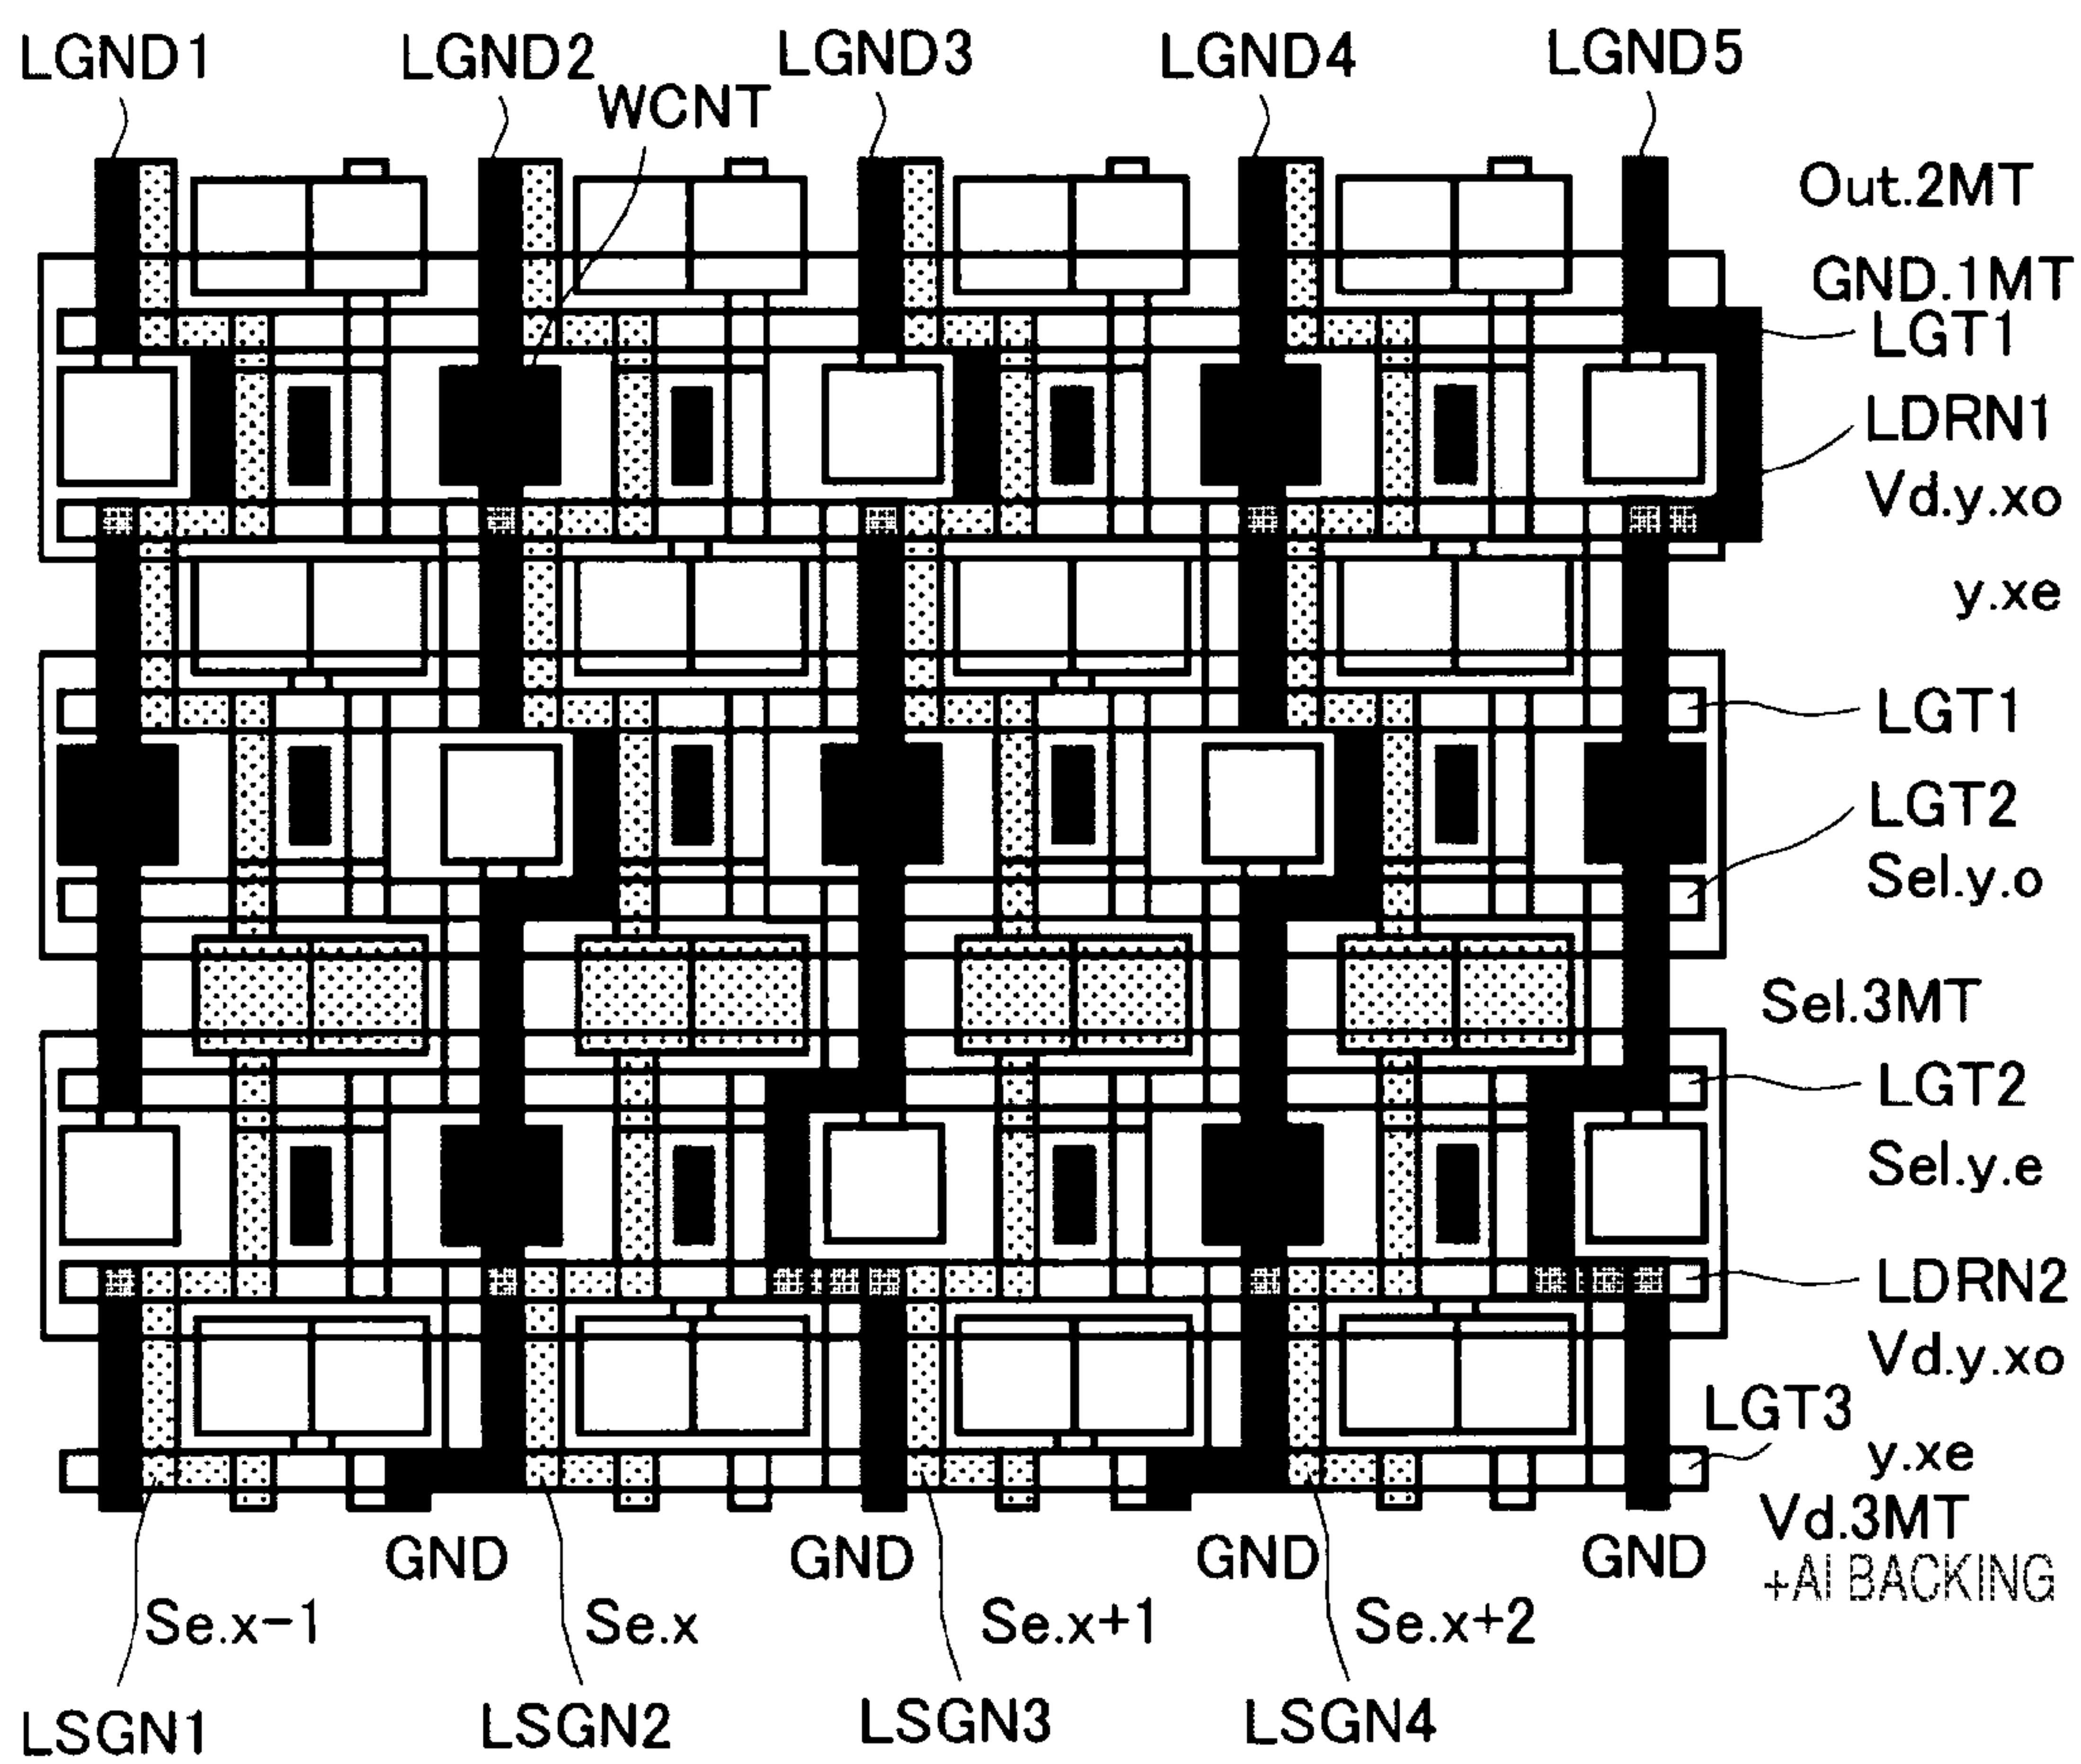 LGND1 LGND2 LGND3 LGND4 LGND5
WCNT
Out.2MT
GND.1MT
LGT1
LDRN1
Vd.y.xo
y.xe
LGT1
LGT2
Sel.y.o
Sel.3MT
LGT2
Sel.y.e
LDRN2
Vd.y.xo
LGT3
y.xe
Vd.3MT
+Al BACKING
GND GND GND GND
Se.x-1 Se.x Se.x+1 Se.x+2
LSGN1 LSGN2 LSGN3 LSGN4